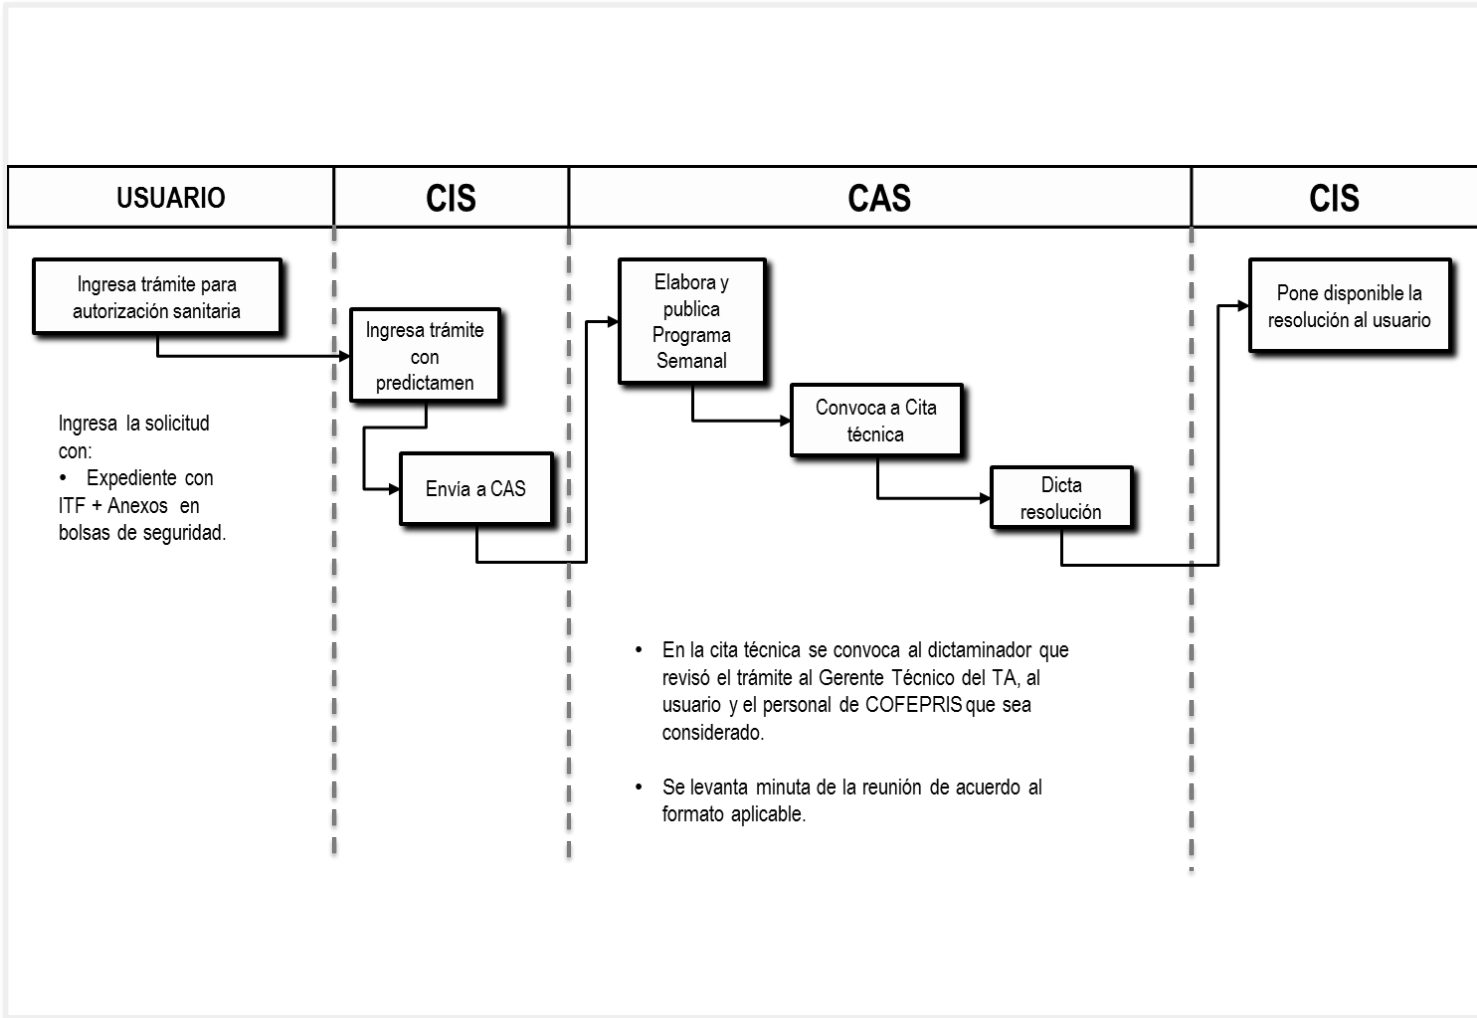 USUARIO
CIS
CAS
CIS
Ingresa trámite para
autorización sanitaria
Ingresa la solicitud
con:
• Expediente con
ITF + Anexos en
bolsas de seguridad.
Ingresa trámite
con
predictamen
Envía a CAS
Elabora y
publica
Programa
Semanal
Convoca a Cita
técnica
Dicta
resolución
• En la cita técnica se convoca al dictaminador que
revisó el trámite al Gerente Técnico del TA, al
usuario y el personal de COFEPRIS que sea
considerado.
• Se levanta minuta de la reunión de acuerdo al
formato aplicable.
Pone disponible la
resolución al usuario